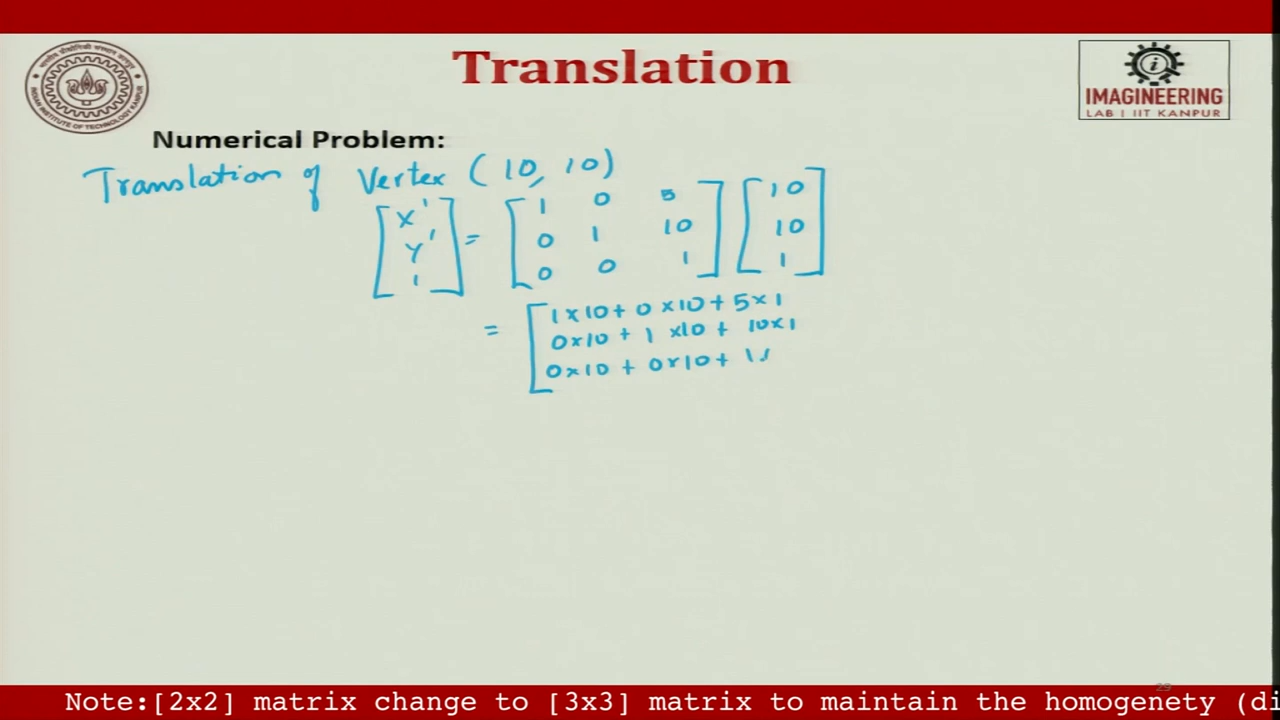 Translation
IMAGINEERING
LAB | IIT KANPUR
Numerical Problem:
Translation of Vertex (10, 10)
[X' Y' 1] = [1 0 5 0 1 10 0 0 1] [10 10 1]
= [1×10+0×10+5×1
0×10+1×10+10×1
0×10+0×10+1
Note:[2x2] matrix change to [3x3] matrix to maintain the homogenety (di